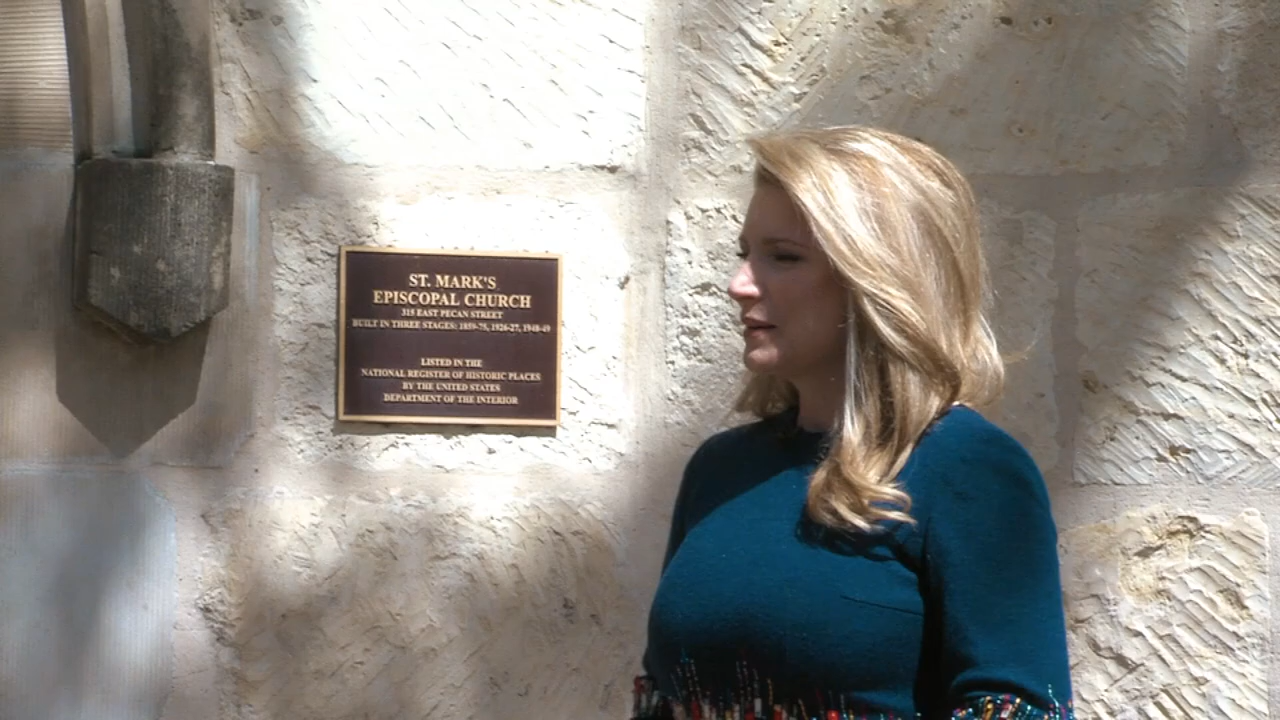 ST. MARK'S
EPISCOPAL CHURCH
315 EAST PECAN STREET
BUILT IN THREE STAGES: 1859-75, 1926-27, 1948-49
LISTED IN THE
NATIONAL REGISTER OF HISTORIC PLACES
BY THE UNITED STATES
DEPARTMENT OF THE INTERIOR